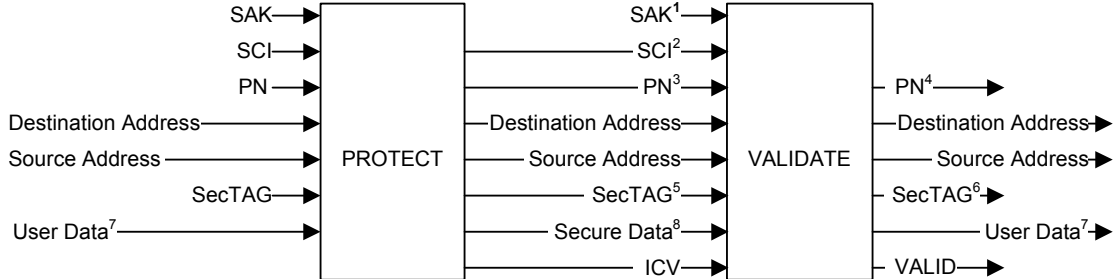 SAK SAK¹
SCI SCI²
PN PN³ PN⁴
Destination Address Destination Address Destination Address
Source Address PROTECT Source Address VALIDATE Source Address
SecTAG SecTAG⁵ SecTAG⁶
User Data⁷ Secure Data⁸ User Data⁷
ICV VALID